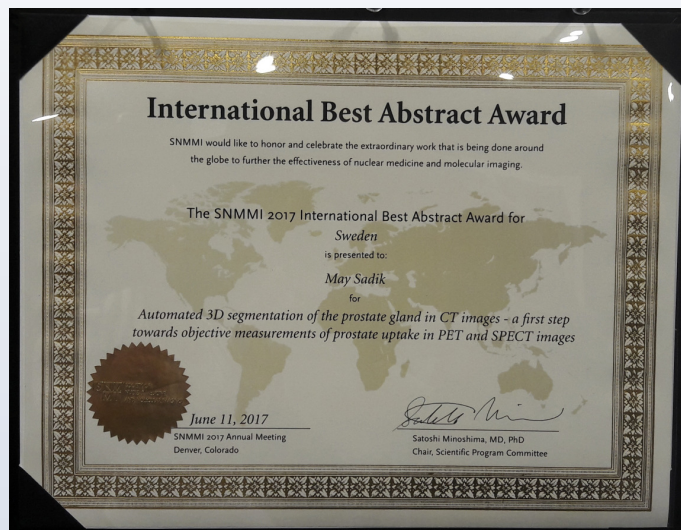 International Best Abstract Award
SNMMI would like to honor and celebrate the extraordinary work that is being done around
the globe to further the effectiveness of nuclear medicine and molecular imaging.
The SNMMI 2017 International Best Abstract Award for
Sweden
is presented to:
May Sadik
for
Automated 3D segmentation of the prostate gland in CT images - a first step
towards objective measurements of prostate uptake in PET and SPECT images
June 11, 2017
SNMMI 2017 Annual Meeting
Denver, Colorado
Satoshi Minoshima, MD, PhD
Chair, Scientific Program Committee